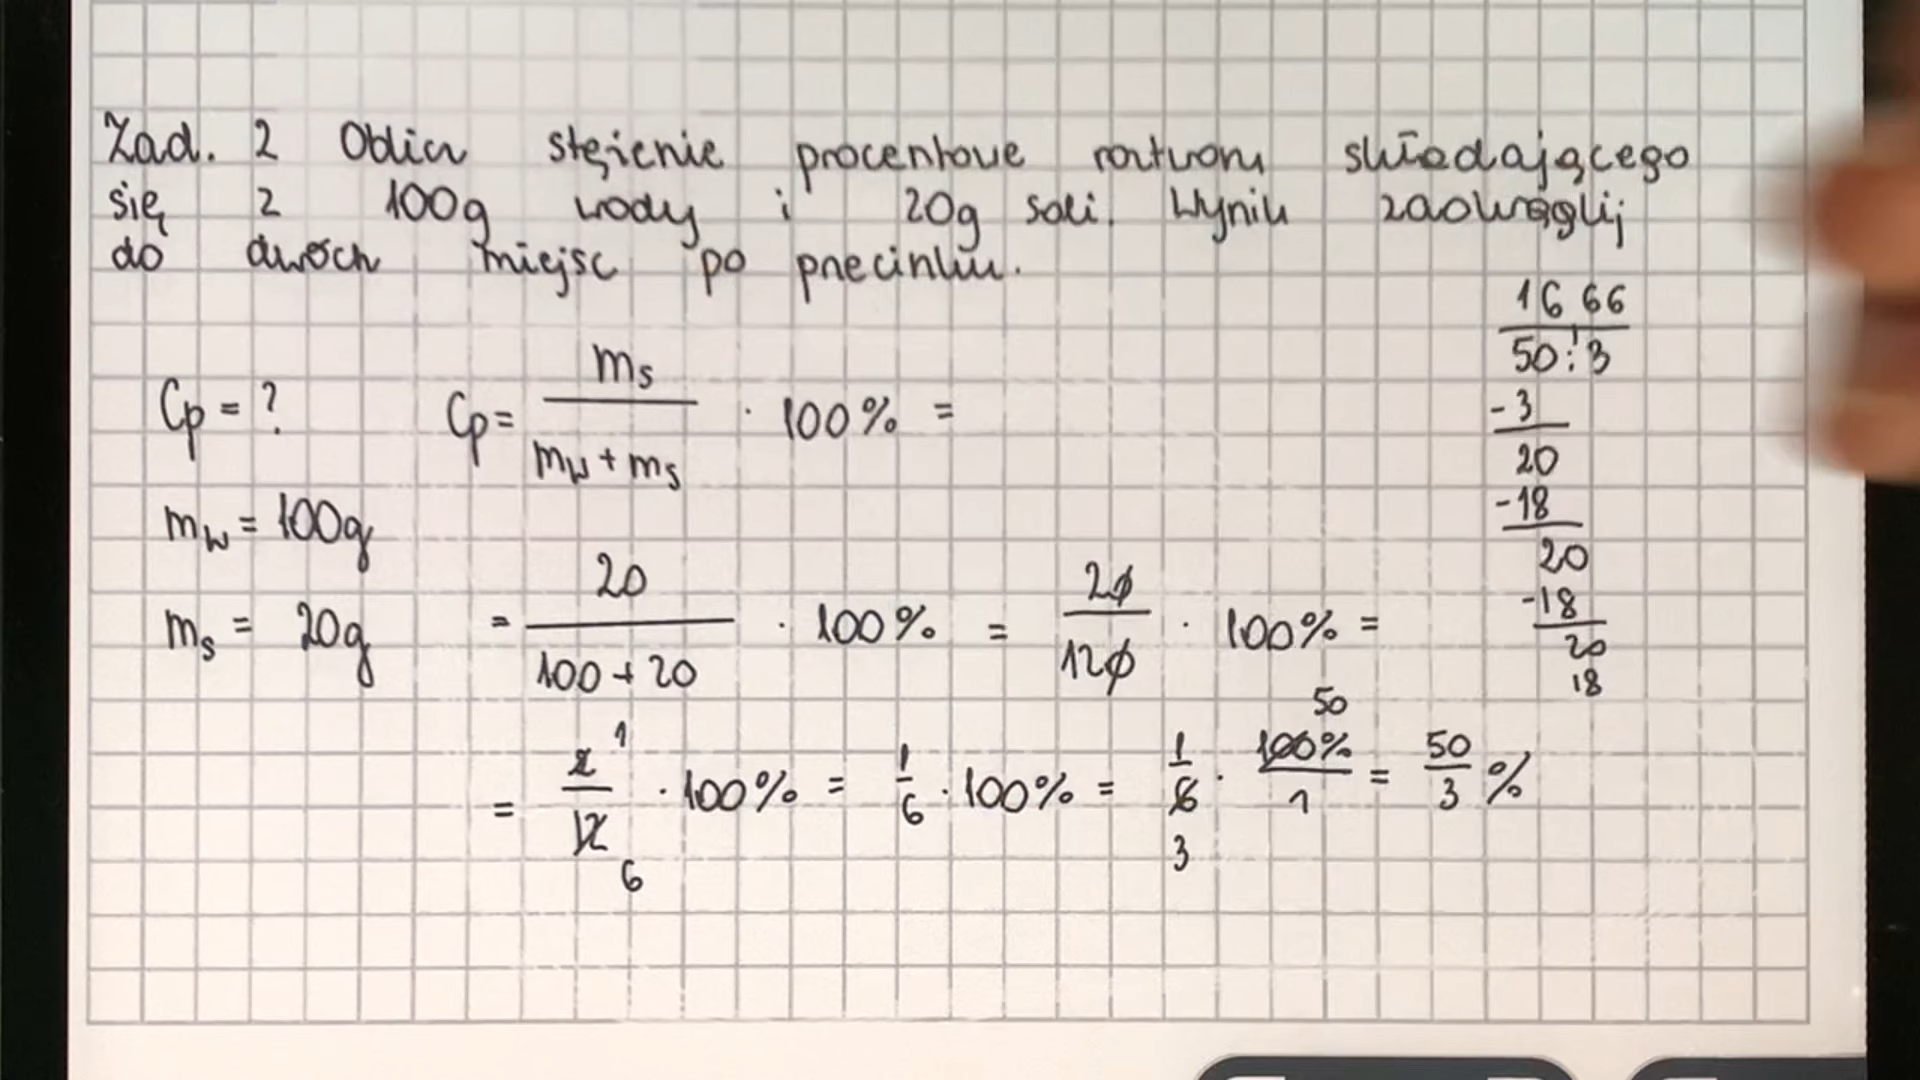 Zad. 2 Oblicz stężenie procentowe roztworu składającego
się z 100g wody i 20g soli. Wynik zaokrąglij
do dwóch miejsc po przecinku.
Cp = ?
Cp = ms / (mw + ms) · 100% =
mw = 100g
ms = 20g
= 20 / (100 + 20) · 100% = 20 / 120 · 100% =
= 2 1 / 12 6 · 100% = 1/6 · 100% = 1/6 3 · 100% 50 / 1 = 50/3 %
16,66
50 : 3
-3
20
-18
20
-18
20
18